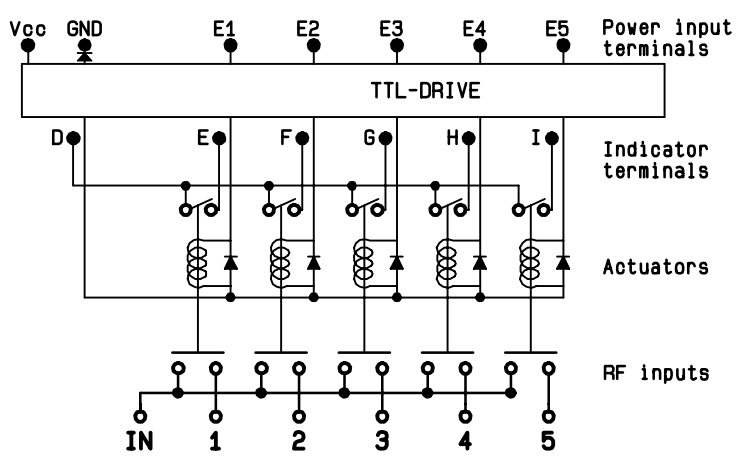 Vcc GND E1 E2 E3 E4 E5 Power input
terminals
TTL-DRIVE
D E F G H I Indicator
terminals
Actuators
RF inputs
IN 1 2 3 4 5